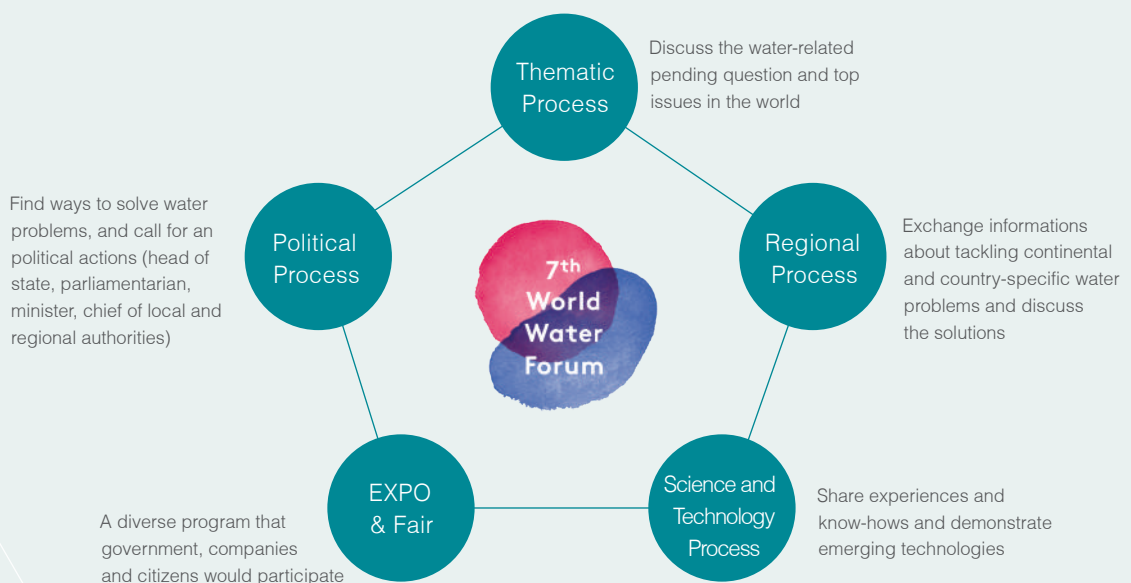 Thematic
Process
Discuss the water-related
pending question and top
issues in the world
Find ways to solve water
problems, and call for an
political actions (head of
state, parliamentarian,
minister, chief of local and
regional authorities)
Political
Process
7th
World
Water
Forum
Regional
Process
Exchange informations
about tackling continental
and country-specific water
problems and discuss
the solutions
A diverse program that
government, companies
and citizens would participate
EXPO
& Fair
Science and
Technology
Process
Share experiences and
know-hows and demonstrate
emerging technologies